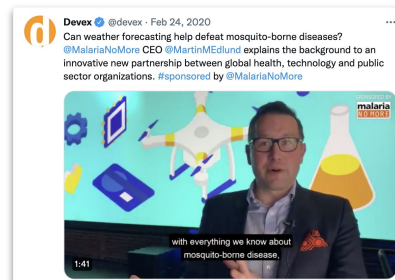 Devex @devex · Feb 24, 2020
Can weather forecasting help defeat mosquito-borne diseases?
@MalariaNoMore CEO @MartinMEdlund explains the background to an
innovative new partnership between global health, technology and public
sector organizations. #sponsored by @MalariaNoMore
SPONSORED BY
malaria
NO MORE
with everything we know about
mosquito-borne disease,
1:41